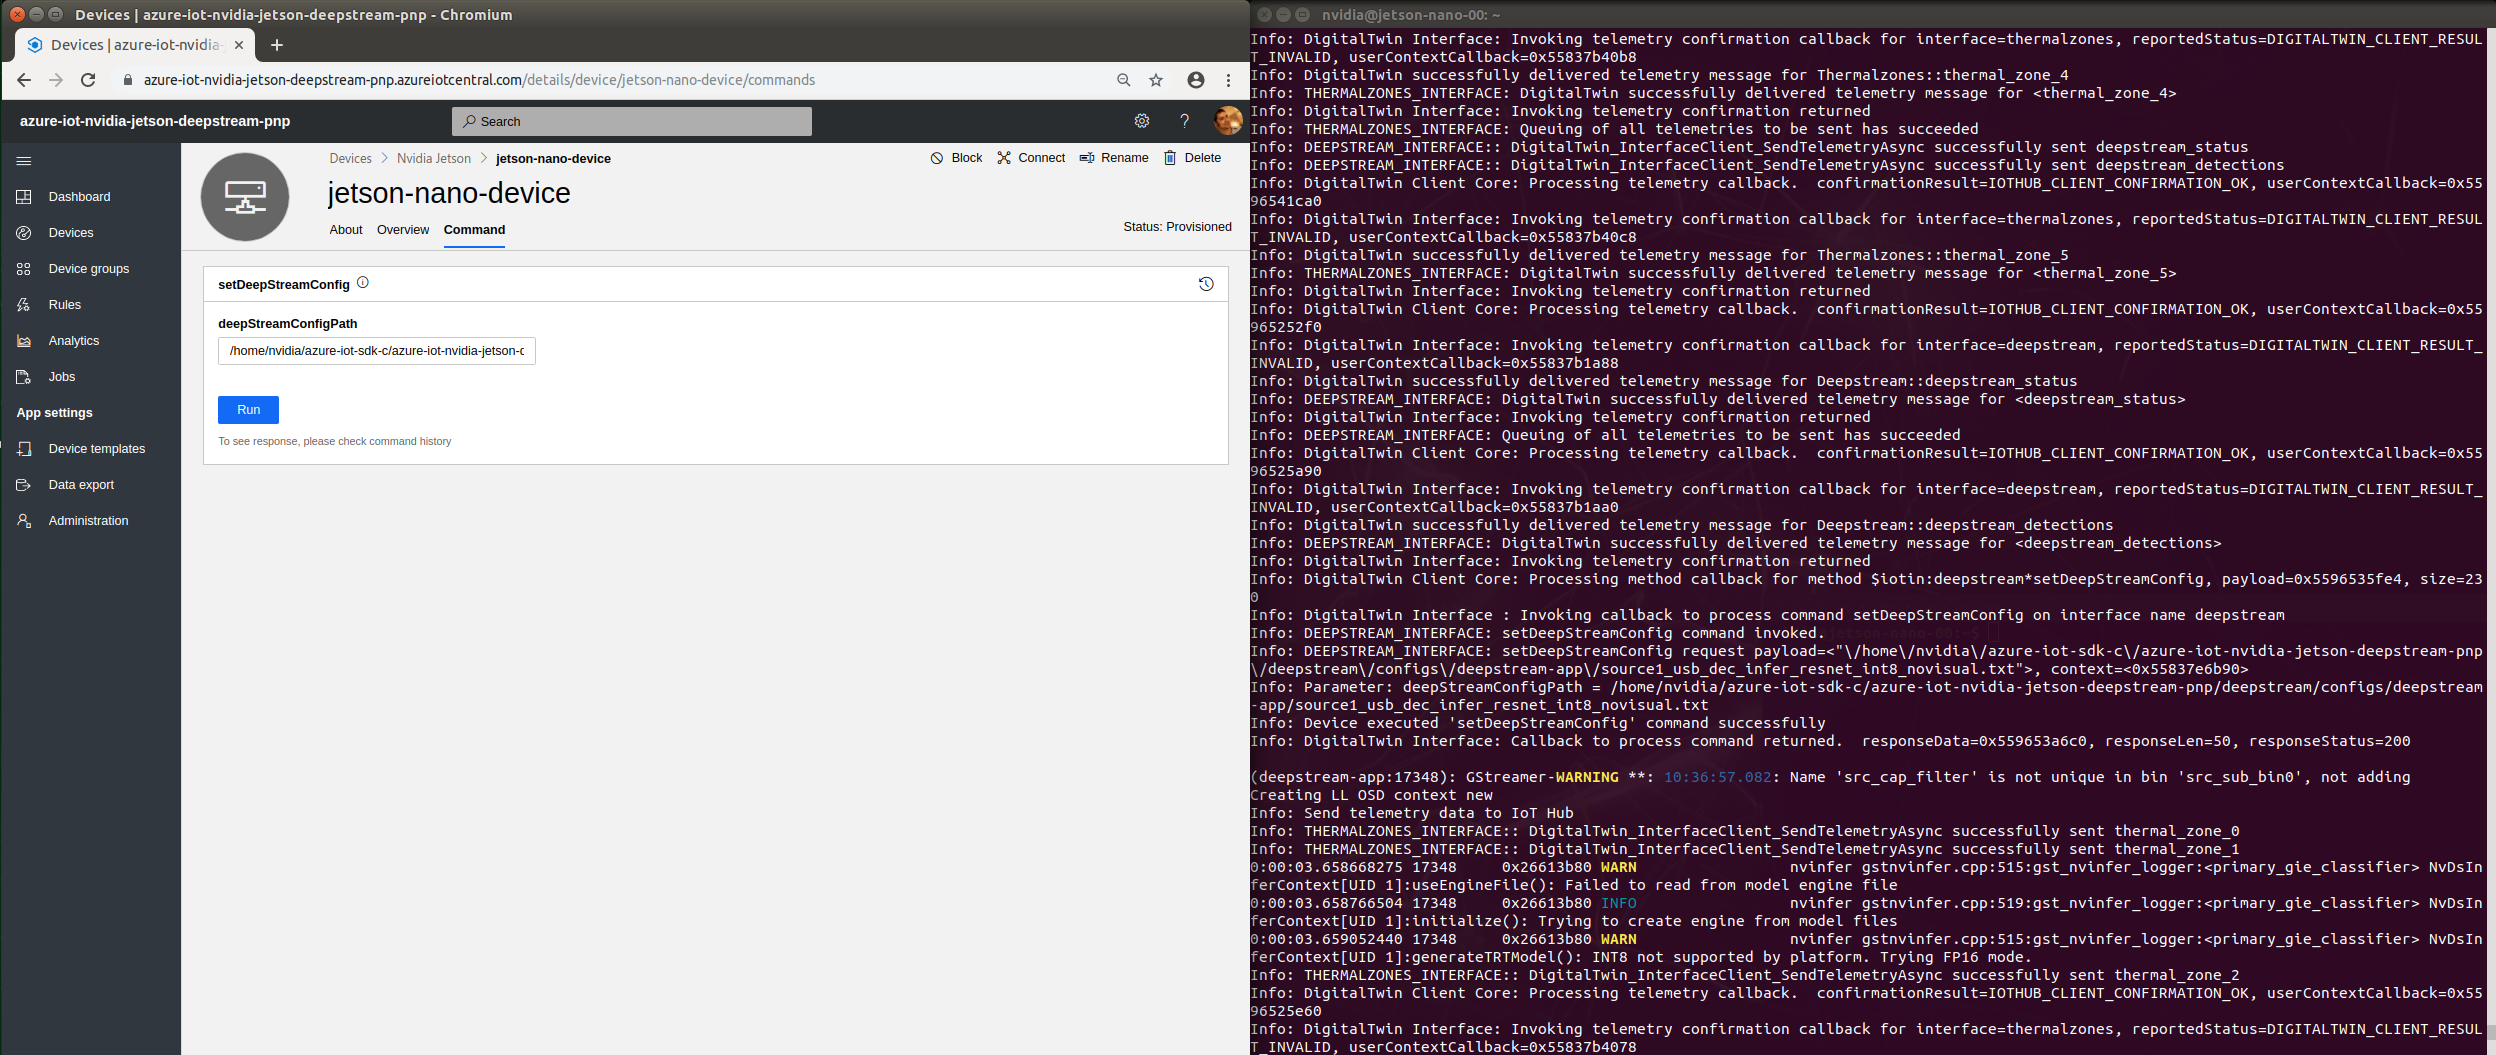 Devices | azure-iot-nvidia-jetson-deepstream-pnp - Chromium
Devices | azure-iot-nvidia-
azure-iot-nvidia-jetson-deepstream-pnp.azureiotcentral.com/details/device/jetson-nano-device/commands
azure-iot-nvidia-jetson-deepstream-pnp
Search
Dashboard
Devices
Device groups
Rules
Analytics
Jobs
App settings
Device templates
Data export
Administration
Devices > Nvidia Jetson > jetson-nano-device
Block Connect Rename Delete
jetson-nano-device
About Overview Command
Status: Provisioned
setDeepStreamConfig
deepStreamConfigPath
/home/nvidia/azure-iot-sdk-c/azure-iot-nvidia-jetson-d
Run
To see response, please check command history
nvidia@jetson-nano-00: ~
Info: DigitalTwin Interface: Invoking telemetry confirmation callback for interface=thermalzones, reportedStatus=DIGITALTWIN_CLIENT_RESUL
T_INVALID, userContextCallback=0x55837b40b8
Info: DigitalTwin successfully delivered telemetry message for Thermalzones::thermal_zone_4
Info: THERMALZONES_INTERFACE: DigitalTwin successfully delivered telemetry message for <thermal_zone_4>
Info: DigitalTwin Interface: Invoking telemetry confirmation returned
Info: THERMALZONES_INTERFACE: Queuing of all telemetries to be sent has succeeded
Info: DEEPSTREAM_INTERFACE:: DigitalTwin_InterfaceClient_SendTelemetryAsync successfully sent deepstream_status
Info: DEEPSTREAM_INTERFACE:: DigitalTwin_InterfaceClient_SendTelemetryAsync successfully sent deepstream_detections
Info: DigitalTwin Client Core: Processing telemetry callback.  confirmationResult=IOTHUB_CLIENT_CONFIRMATION_OK, userContextCallback=0x55
96541ca0
Info: DigitalTwin Interface: Invoking telemetry confirmation callback for interface=thermalzones, reportedStatus=DIGITALTWIN_CLIENT_RESUL
T_INVALID, userContextCallback=0x55837b40c8
Info: DigitalTwin successfully delivered telemetry message for Thermalzones::thermal_zone_5
Info: THERMALZONES_INTERFACE: DigitalTwin successfully delivered telemetry message for <thermal_zone_5>
Info: DigitalTwin Interface: Invoking telemetry confirmation returned
Info: DigitalTwin Client Core: Processing telemetry callback.  confirmationResult=IOTHUB_CLIENT_CONFIRMATION_OK, userContextCallback=0x55
965252f0
Info: DigitalTwin Interface: Invoking telemetry confirmation callback for interface=deepstream, reportedStatus=DIGITALTWIN_CLIENT_RESULT_
INVALID, userContextCallback=0x55837b1a88
Info: DigitalTwin successfully delivered telemetry message for Deepstream::deepstream_status
Info: DEEPSTREAM_INTERFACE: DigitalTwin successfully delivered telemetry message for <deepstream_status>
Info: DigitalTwin Interface: Invoking telemetry confirmation returned
Info: DEEPSTREAM_INTERFACE: Queuing of all telemetries to be sent has succeeded
Info: DigitalTwin Client Core: Processing telemetry callback.  confirmationResult=IOTHUB_CLIENT_CONFIRMATION_OK, userContextCallback=0x55
96525a90
Info: DigitalTwin Interface: Invoking telemetry confirmation callback for interface=deepstream, reportedStatus=DIGITALTWIN_CLIENT_RESULT_
INVALID, userContextCallback=0x55837b1aa0
Info: DigitalTwin successfully delivered telemetry message for Deepstream::deepstream_detections
Info: DEEPSTREAM_INTERFACE: DigitalTwin successfully delivered telemetry message for <deepstream_detections>
Info: DigitalTwin Interface: Invoking telemetry confirmation returned
Info: DigitalTwin Client Core: Processing method callback for method $iotin:deepstream*setDeepStreamConfig, payload=0x5596535fe4, size=23
0
Info: DigitalTwin Interface : Invoking callback to process command setDeepStreamConfig on interface name deepstream
Info: DEEPSTREAM_INTERFACE: setDeepStreamConfig command invoked.
Info: DEEPSTREAM_INTERFACE: setDeepStreamConfig request payload=<"\/home\/nvidia\/azure-iot-sdk-c\/azure-iot-nvidia-jetson-deepstream-pnp
\/deepstream\/configs\/deepstream-app\/source1_usb_dec_infer_resnet_int8_novisual.txt">, context=<0x55837e6b90>
Info: Parameter: deepStreamConfigPath = /home/nvidia/azure-iot-sdk-c/azure-iot-nvidia-jetson-deepstream-pnp/deepstream/configs/deepstream
-app/source1_usb_dec_infer_resnet_int8_novisual.txt
Info: Device executed 'setDeepStreamConfig' command successfully
Info: DigitalTwin Interface: Callback to process command returned.  responseData=0x559653a6c0, responseLen=50, responseStatus=200
(deepstream-app:17348): GStreamer-WARNING **: 10:36:57.082: Name 'src_cap_filter' is not unique in bin 'src_sub_bin0', not adding
Creating LL OSD context new
Info: Send telemetry data to IoT Hub
Info: THERMALZONES_INTERFACE:: DigitalTwin_InterfaceClient_SendTelemetryAsync successfully sent thermal_zone_0
Info: THERMALZONES_INTERFACE:: DigitalTwin_InterfaceClient_SendTelemetryAsync successfully sent thermal_zone_1
0:00:03.658668275 17348     0x26613b80 WARN                 nvinfer gstnvinfer.cpp:515:gst_nvinfer_logger:<primary_gie_classifier> NvDsIn
ferContext[UID 1]:useEngineFile(): Failed to read from model engine file
0:00:03.658766504 17348     0x26613b80 INFO                 nvinfer gstnvinfer.cpp:519:gst_nvinfer_logger:<primary_gie_classifier> NvDsIn
ferContext[UID 1]:initialize(): Trying to create engine from model files
0:00:03.659052440 17348     0x26613b80 WARN                 nvinfer gstnvinfer.cpp:515:gst_nvinfer_logger:<primary_gie_classifier> NvDsIn
ferContext[UID 1]:generateTRTModel(): INT8 not supported by platform. Trying FP16 mode.
Info: THERMALZONES_INTERFACE:: DigitalTwin_InterfaceClient_SendTelemetryAsync successfully sent thermal_zone_2
Info: DigitalTwin Client Core: Processing telemetry callback.  confirmationResult=IOTHUB_CLIENT_CONFIRMATION_OK, userContextCallback=0x55
96525e60
Info: DigitalTwin Interface: Invoking telemetry confirmation callback for interface=thermalzones, reportedStatus=DIGITALTWIN_CLIENT_RESUL
T_INVALID, userContextCallback=0x55837b4078